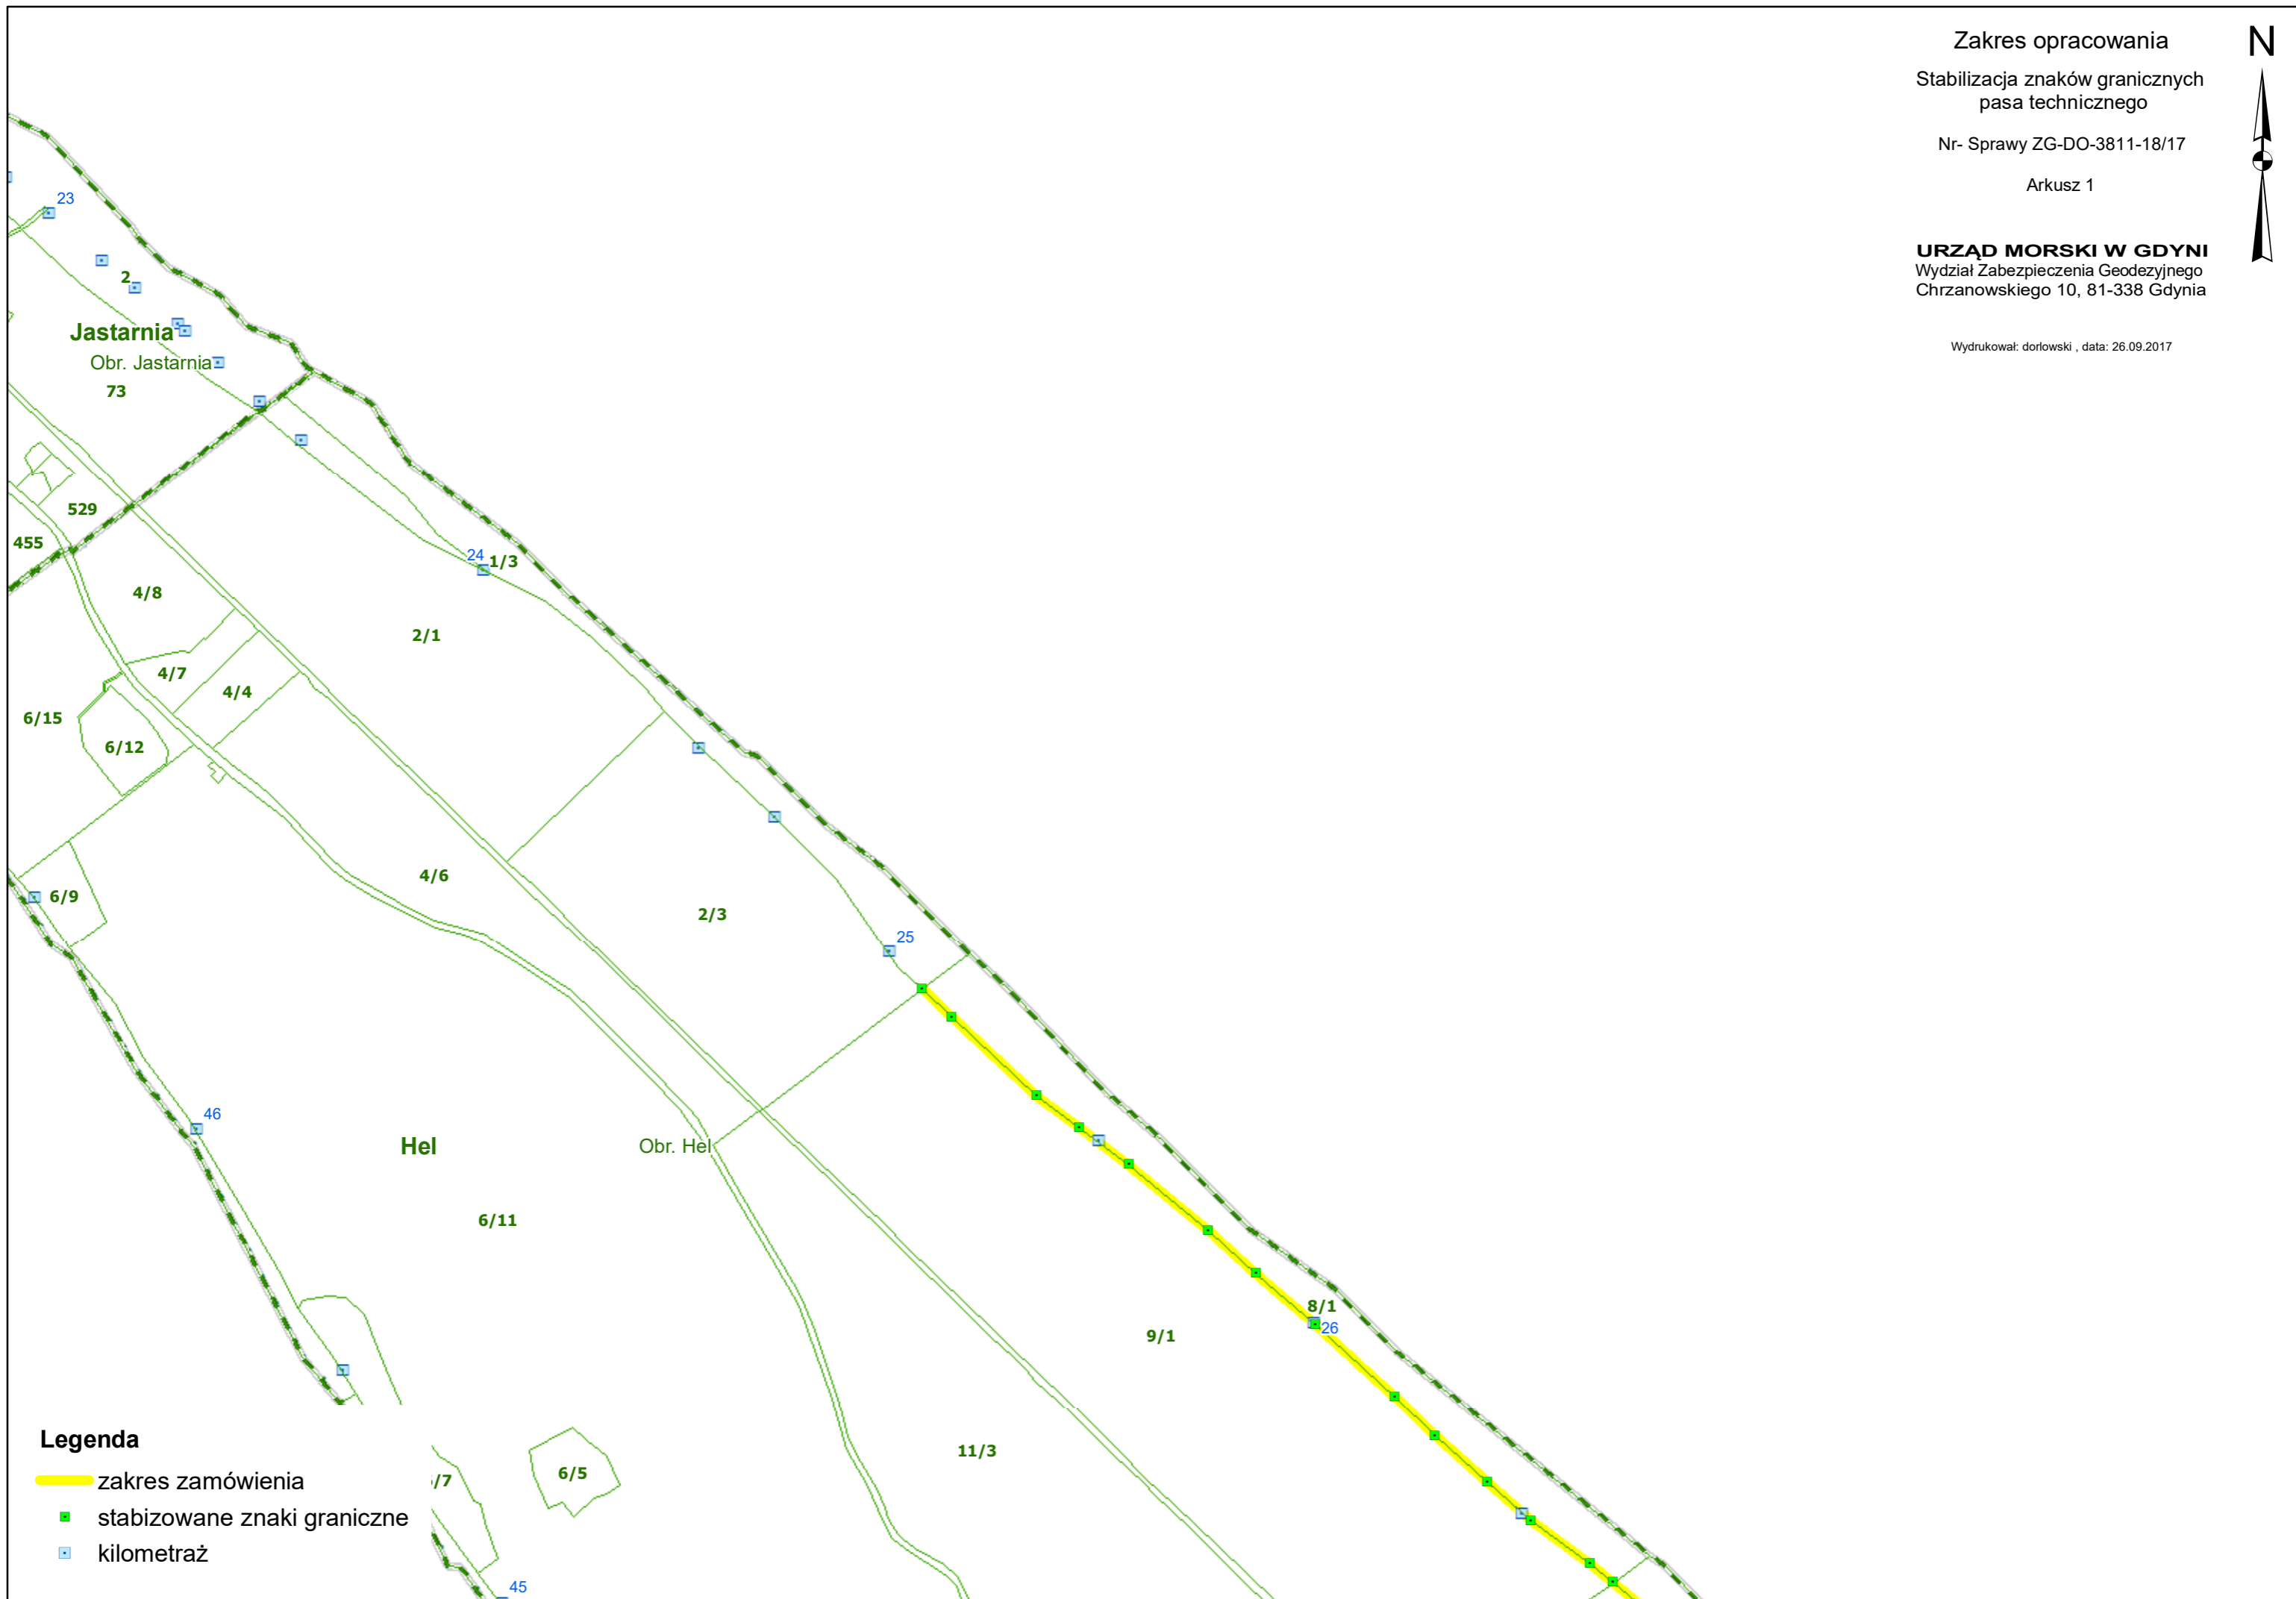 Zakres opracowania
N
Stabilizacja znaków granicznych
pasa technicznego
Nr- Sprawy ZG-DO-3811-18/17
Arkusz 1
URZĄD MORSKI W GDYNI
Wydział Zabezpieczenia Geodezyjnego
Chrzanowskiego 10, 81-338 Gdynia
Wydrukował: dorlowski , data: 26.09.2017
23
2
Jastarnia
Obr. Jastarnia
73
529
455
24
1/3
4/8
2/1
4/7
4/4
6/15
6/12
4/6
6/9
2/3
25
46
Hel
Obr. Hel
6/11
8/1
26
9/1
11/3
6/5
/7
45
Legenda
zakres zamówienia
stabizowane znaki graniczne
kilometraż